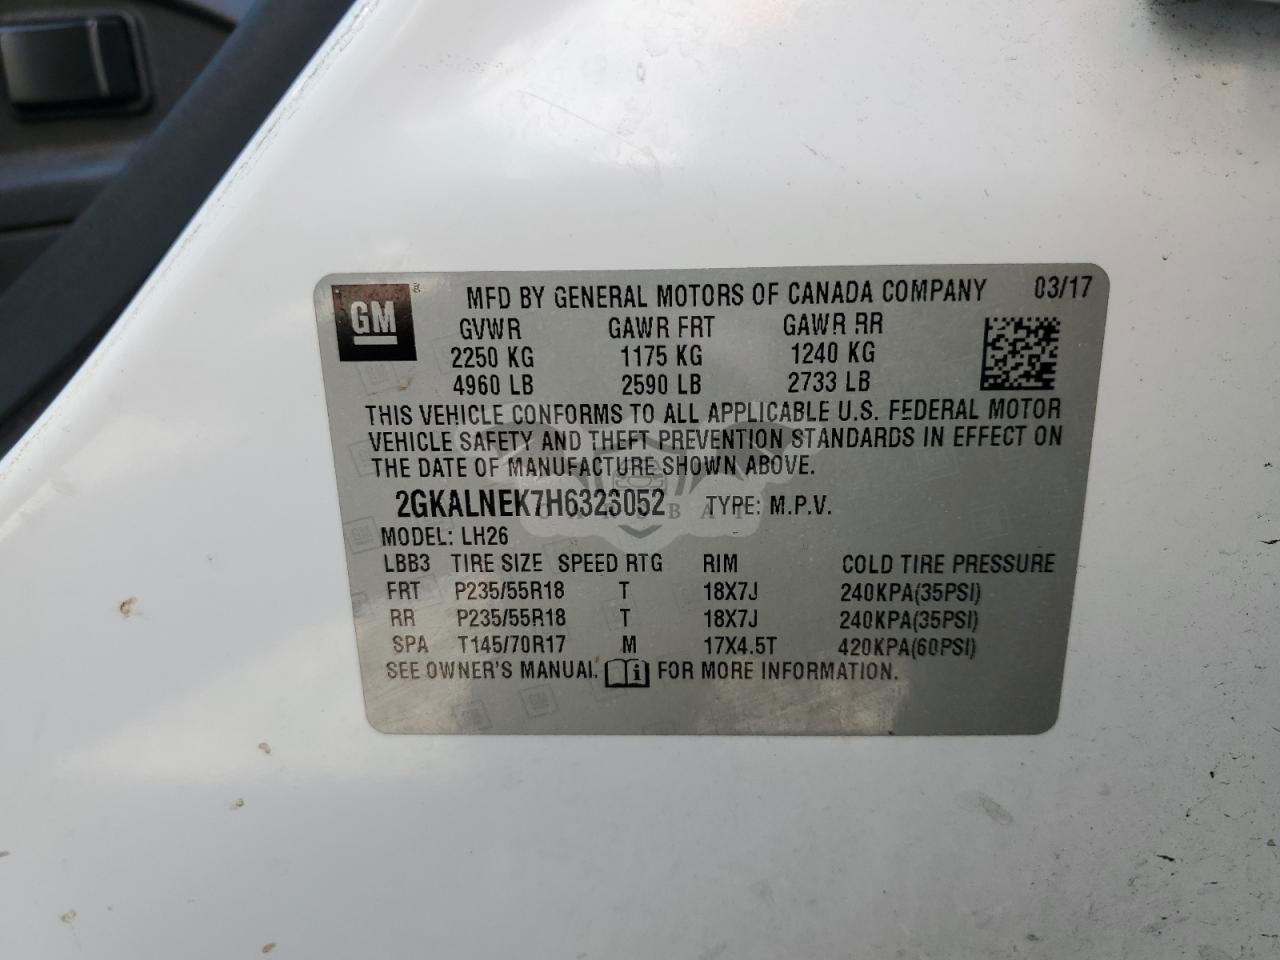 GM
MFD BY GENERAL MOTORS OF CANADA COMPANY 03/17
GVWR GAWR FRT GAWR RR
2250 KG 1175 KG 1240 KG
4960 LB 2590 LB 2733 LB
THIS VEHICLE CONFORMS TO ALL APPLICABLE U.S. FEDERAL MOTOR
VEHICLE SAFETY AND THEFT PREVENTION STANDARDS IN EFFECT ON
THE DATE OF MANUFACTURE SHOWN ABOVE.
2GKALNEK7H6323052 TYPE: M.P.V.
CARSBAT
MODEL: LH26
LBB3 TIRE SIZE SPEED RTG RIM COLD TIRE PRESSURE
FRT P235/55R18 T 18X7J 240KPA(35PSI)
RR P235/55R18 T 18X7J 240KPA(35PSI)
SPA T145/70R17 M 17X4.5T 420KPA(60PSI)
SEE OWNER'S MANUAL i FOR MORE INFORMATION.